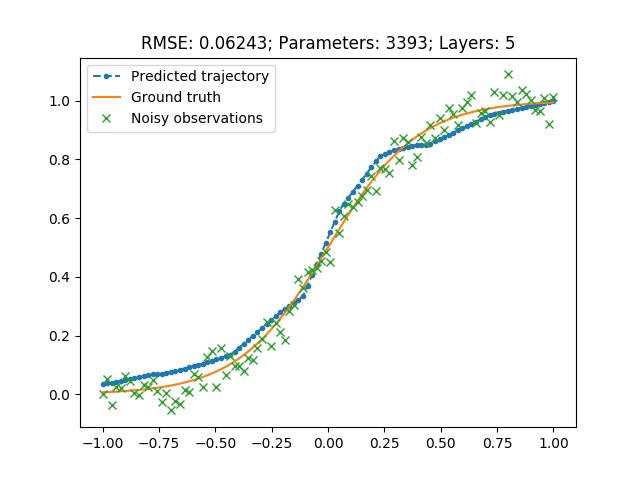 RMSE: 0.06243; Parameters: 3393; Layers: 5
Predicted trajectory
Ground truth
Noisy observations
1.0
0.8
0.6
0.4
0.2
0.0
−1.00 −0.75 −0.50 −0.25 0.00 0.25 0.50 0.75 1.00